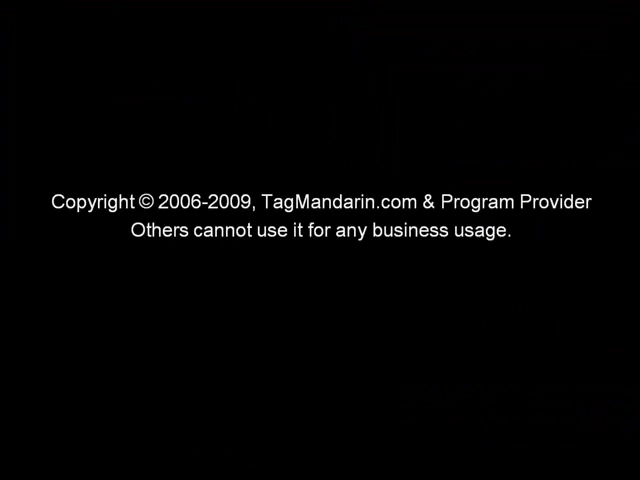 Copyright © 2006-2009, TagMandarin.com & Program Provider
Others cannot use it for any business usage.